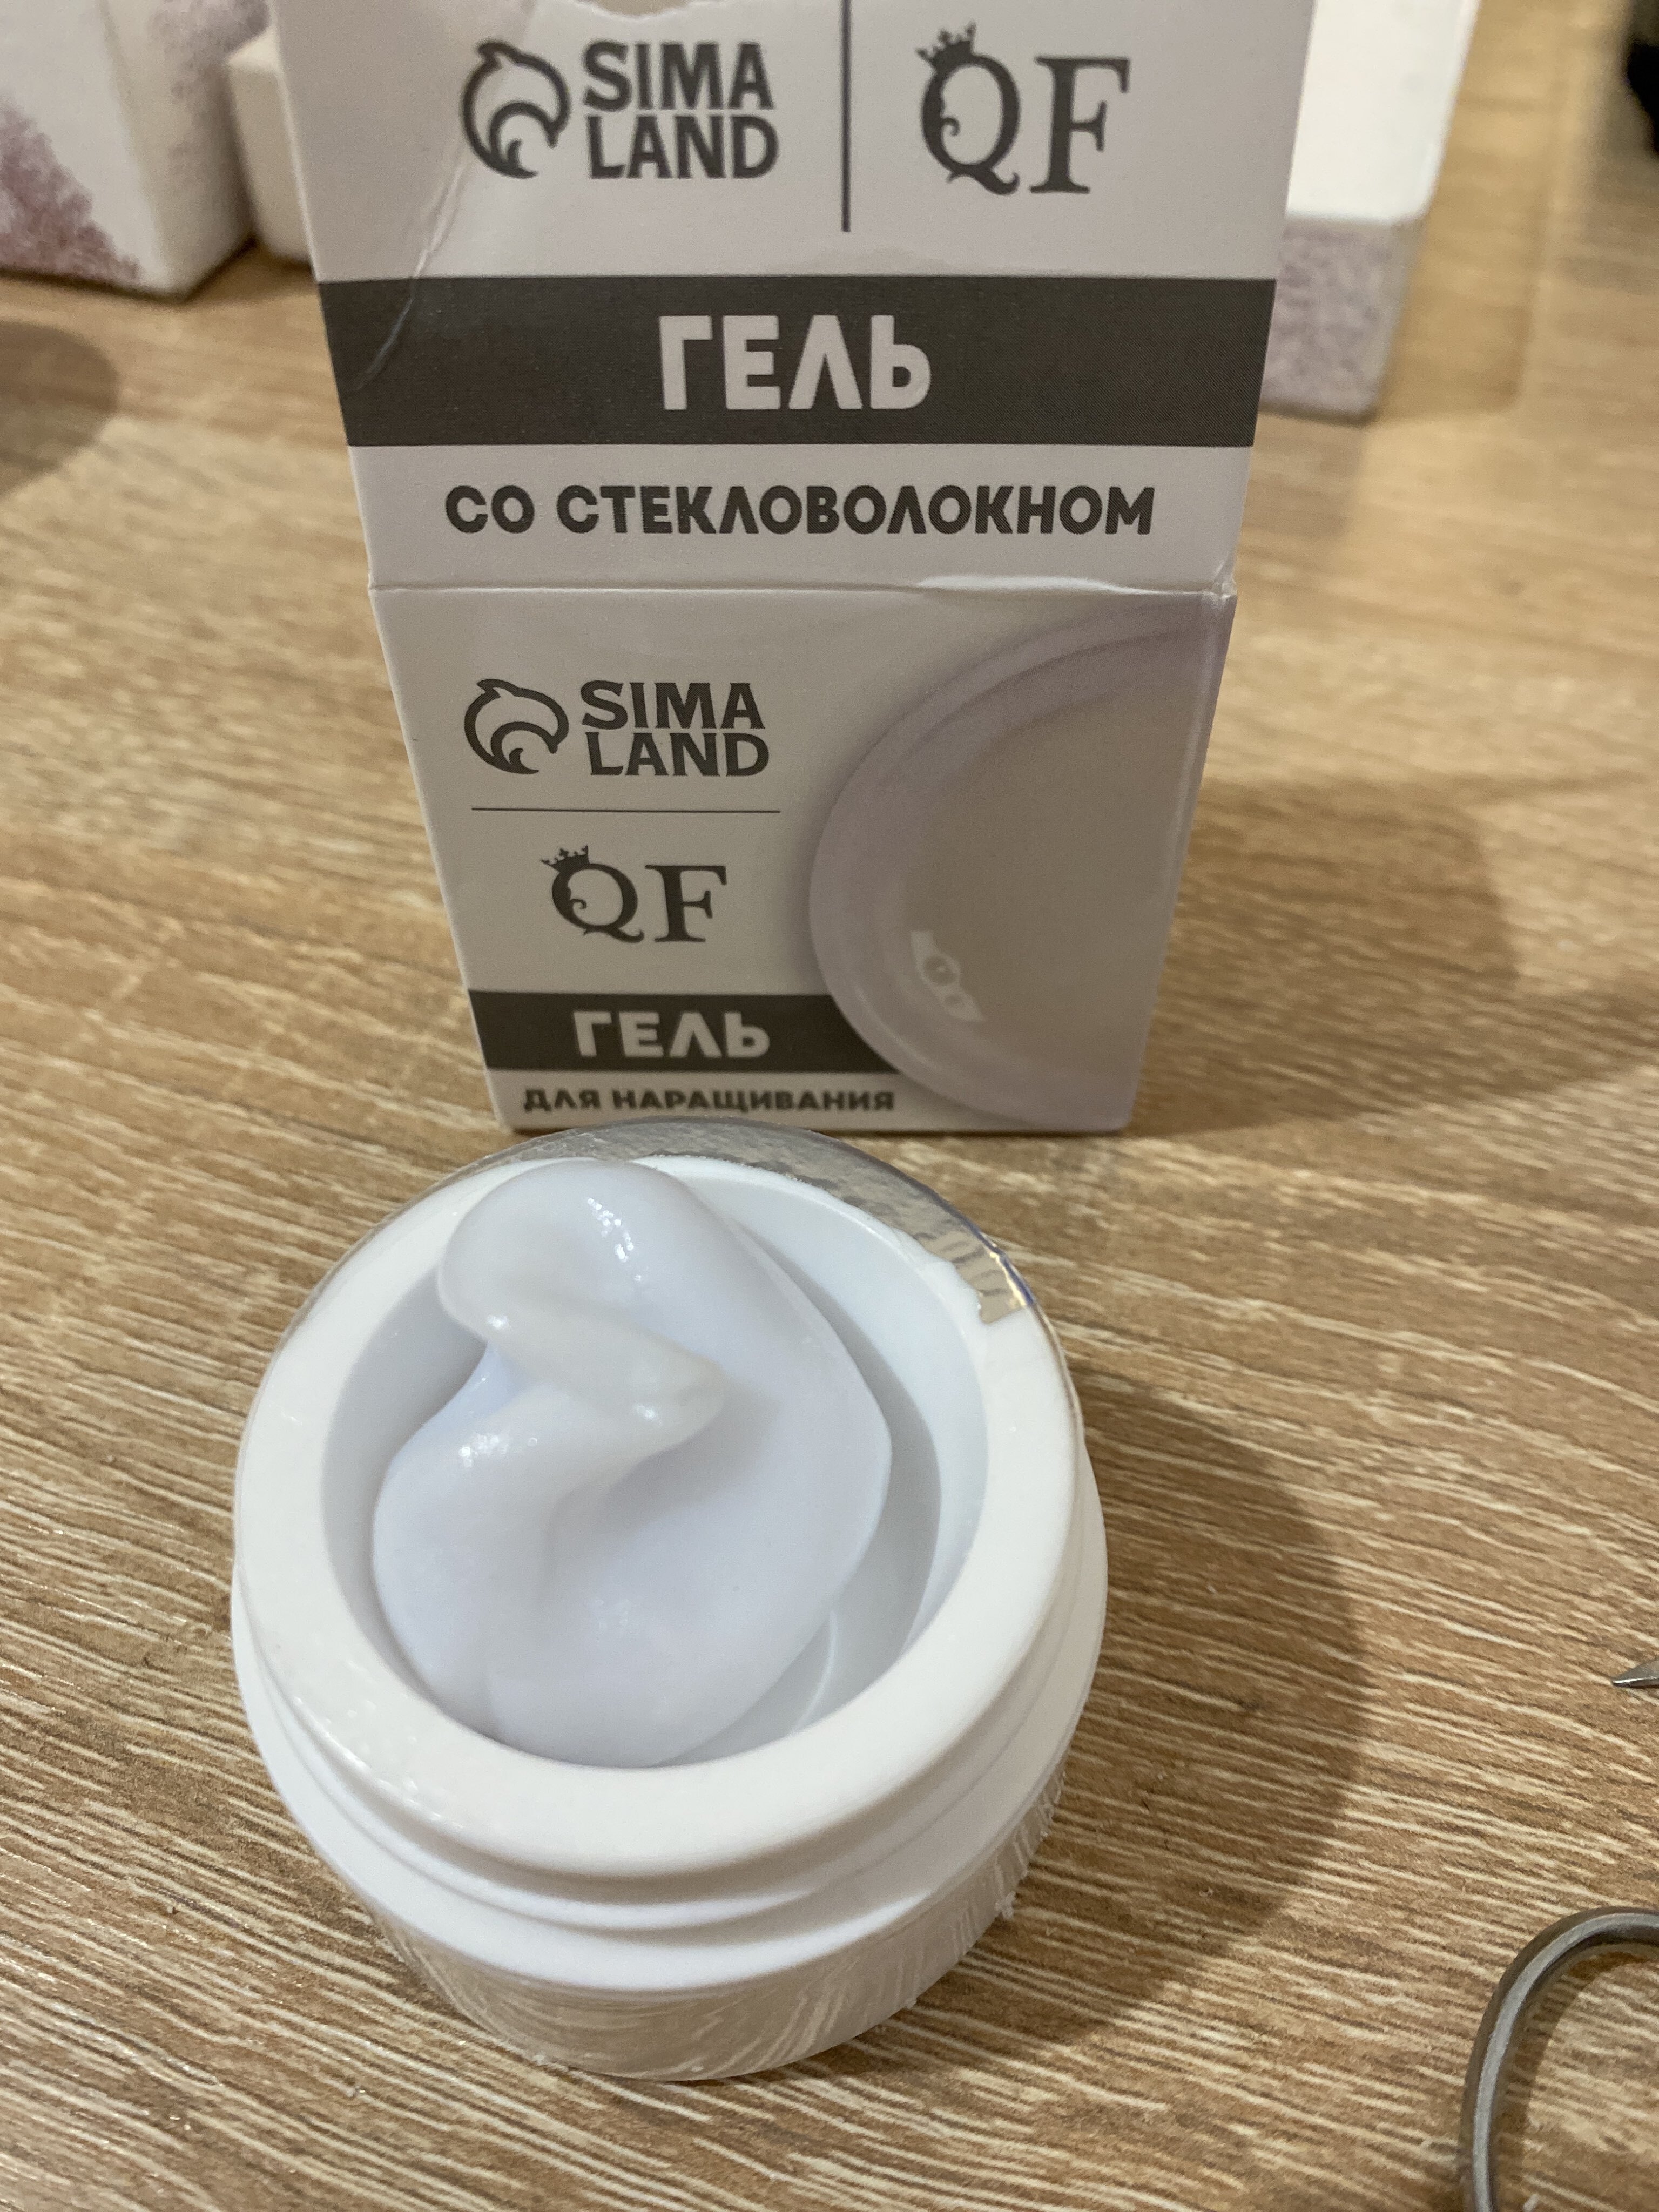 SIMA
LAND
QF
ГЕЛЬ
СО СТЕКЛОВОЛОКНОМ
SIMA
LAND
QF
ГЕЛЬ
ДЛЯ НАРАЩИВАНИЯ